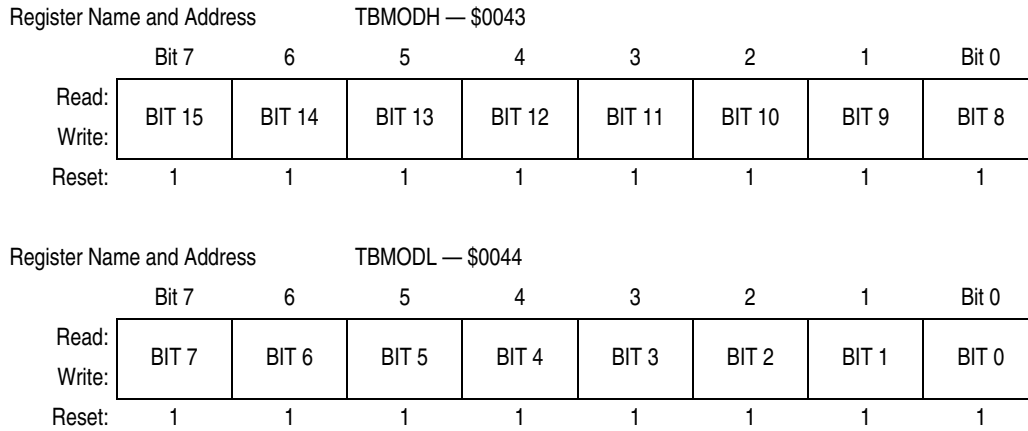 Register Name and Address TBMODH — $0043
Bit 7 6 5 4 3 2 1 Bit 0
Read:
BIT 15 BIT 14 BIT 13 BIT 12 BIT 11 BIT 10 BIT 9 BIT 8
Write:
Reset: 1 1 1 1 1 1 1 1
Register Name and Address TBMODL — $0044
Bit 7 6 5 4 3 2 1 Bit 0
Read:
BIT 7 BIT 6 BIT 5 BIT 4 BIT 3 BIT 2 BIT 1 BIT 0
Write:
Reset: 1 1 1 1 1 1 1 1